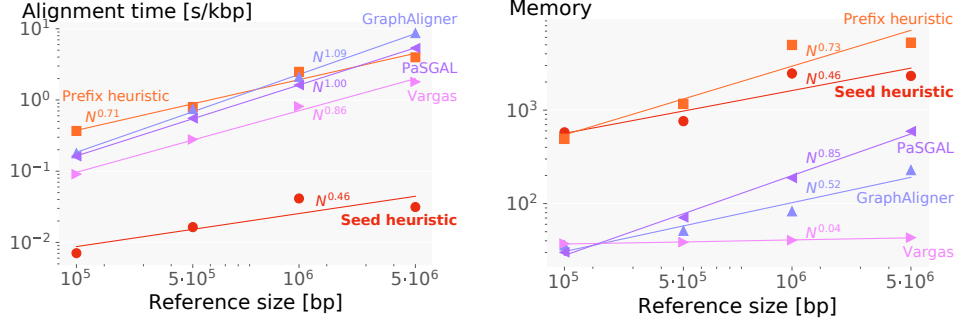 Alignment time [s/kbp]
GraphAligner
10^1
N^1.09
PaSGAL
N^1.00
10^0
Prefix heuristic
Vargas
N^0.71
N^0.86
10^-1
N^0.46
Seed heuristic
10^-2
10^5
5·10^5
10^6
5·10^6
Reference size [bp]
Memory
Prefix heuristic
N^0.73
N^0.46
10^3
Seed heuristic
PaSGAL
N^0.85
N^0.52
GraphAligner
10^2
N^0.04
Vargas
10^5
5·10^5
10^6
5·10^6
Reference size [bp]